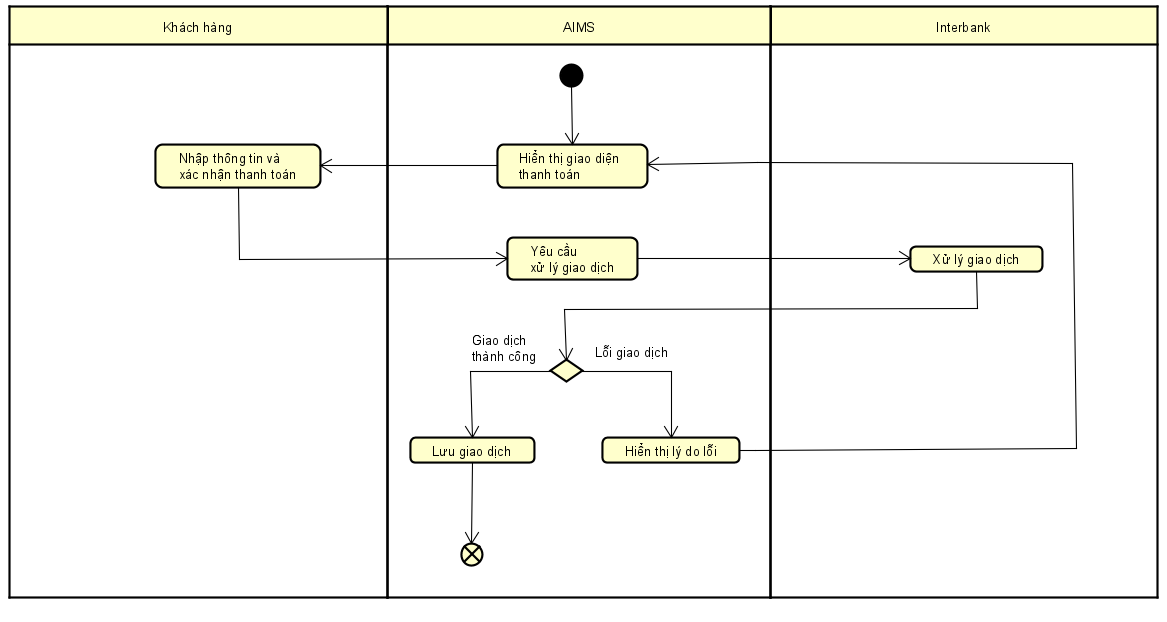 Khách hàng
AIMS
Interbank
Nhập thông tin và
xác nhận thanh toán
Hiển thị giao diện
thanh toán
Yêu cầu
xử lý giao dịch
Xử lý giao dịch
Giao dịch
thành công
Lỗi giao dịch
Lưu giao dịch
Hiển thị lý do lỗi